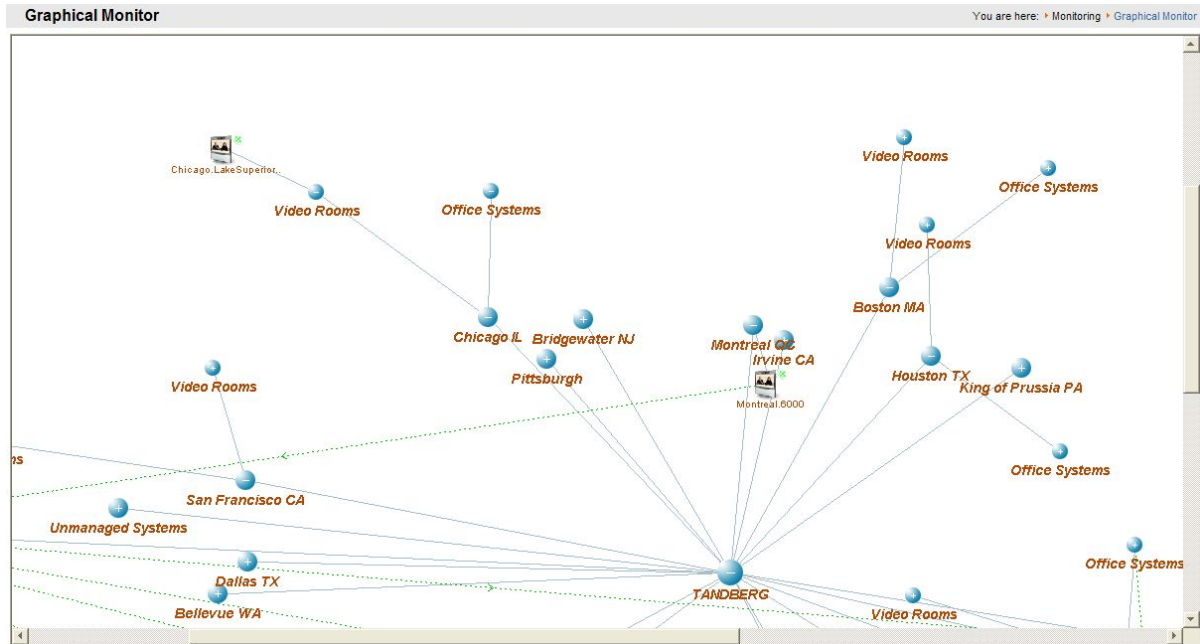 Graphical Monitor
You are here: Monitoring Graphical Monitor
Video Rooms
Chicago.LakeSuperior..
Office Systems
Video Rooms
Office Systems
Video Rooms
Boston MA
Chicago IL
Bridgewater NJ
Montreal QC
Irvine CA
Pittsburgh
Houston TX
King of Prussia PA
Video Rooms
Montreal.6000
ms
Office Systems
San Francisco CA
Unmanaged Systems
Office Systems
Dallas TX
TANDBERG
Bellevue WA
Video Rooms